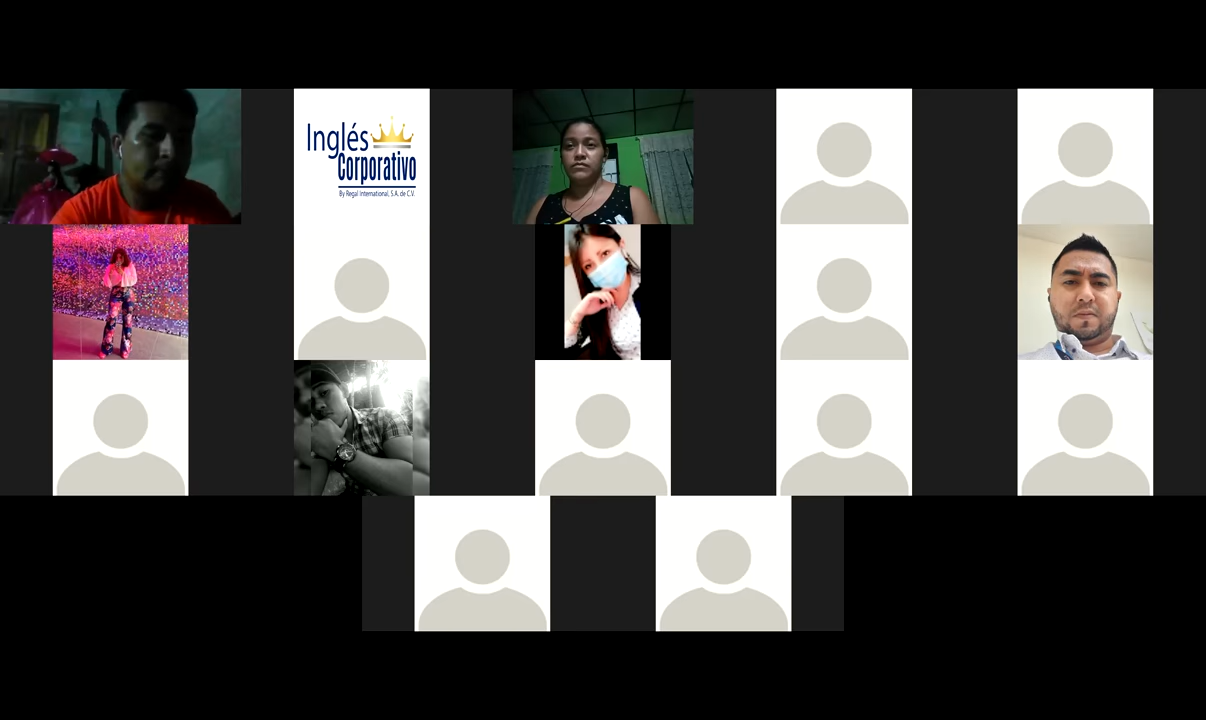 Inglés
Corporativo
By Regal International, S.A. de C.V.